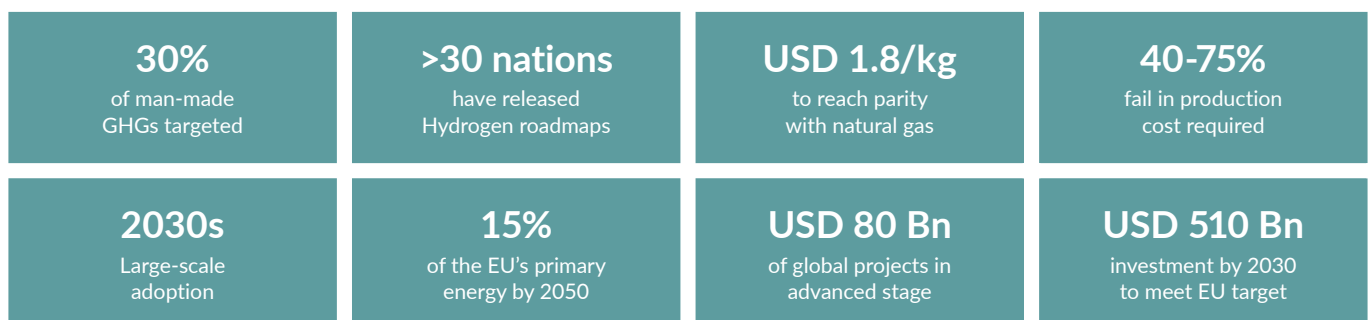 30%
of man-made
GHGs targeted
>30 nations
have released
Hydrogen roadmaps
USD 1.8/kg
to reach parity
with natural gas
40-75%
fail in production
cost required
2030s
Large-scale
adoption
15%
of the EU’s primary
energy by 2050
USD 80 Bn
of global projects in
advanced stage
USD 510 Bn
investment by 2030
to meet EU target